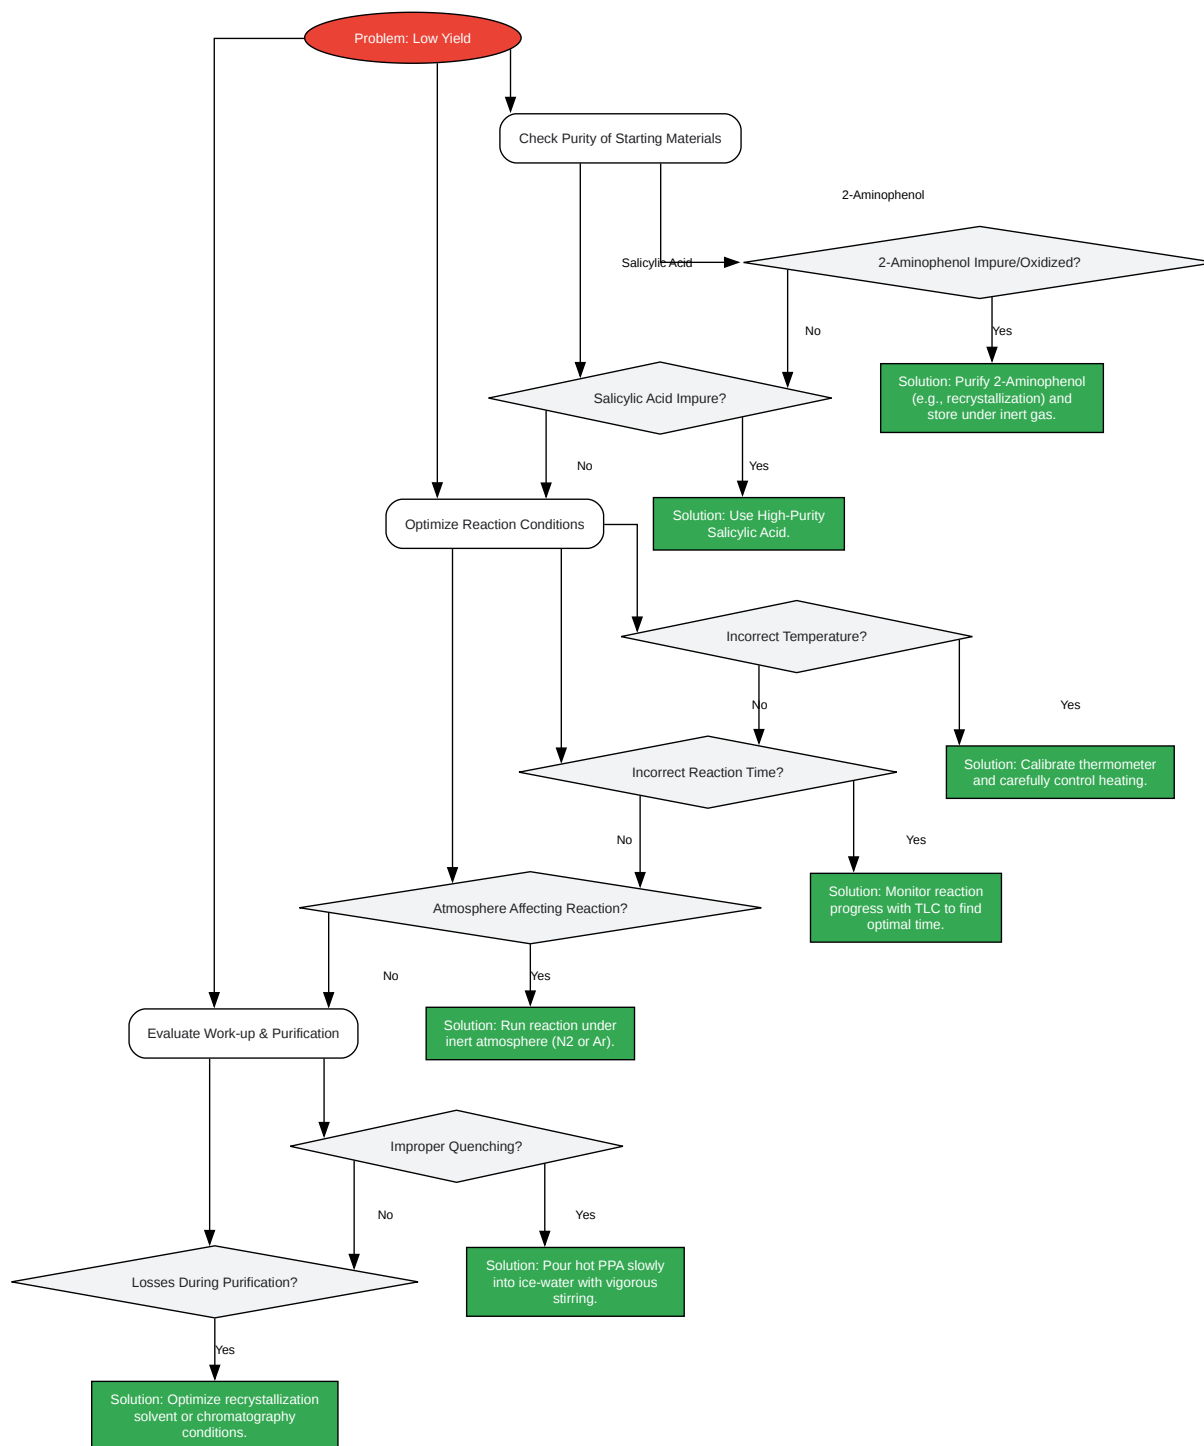 Problem: Low Yield
Check Purity of Starting Materials
2-Aminophenol
Salicylic Acid
2-Aminophenol Impure/Oxidized?
No
Yes
Solution: Purify 2-Aminophenol
(e.g., recrystallization) and
store under inert gas.
Salicylic Acid Impure?
No
Yes
Solution: Use High-Purity
Salicylic Acid.
Optimize Reaction Conditions
Incorrect Temperature?
No
Yes
Solution: Calibrate thermometer
and carefully control heating.
Incorrect Reaction Time?
No
Yes
Solution: Monitor reaction
progress with TLC to find
optimal time.
Atmosphere Affecting Reaction?
No
Yes
Solution: Run reaction under
inert atmosphere (N2 or Ar).
Evaluate Work-up & Purification
Improper Quenching?
No
Yes
Solution: Pour hot PPA slowly
into ice-water with vigorous
stirring.
Losses During Purification?
Yes
Solution: Optimize recrystallization
solvent or chromatography
conditions.